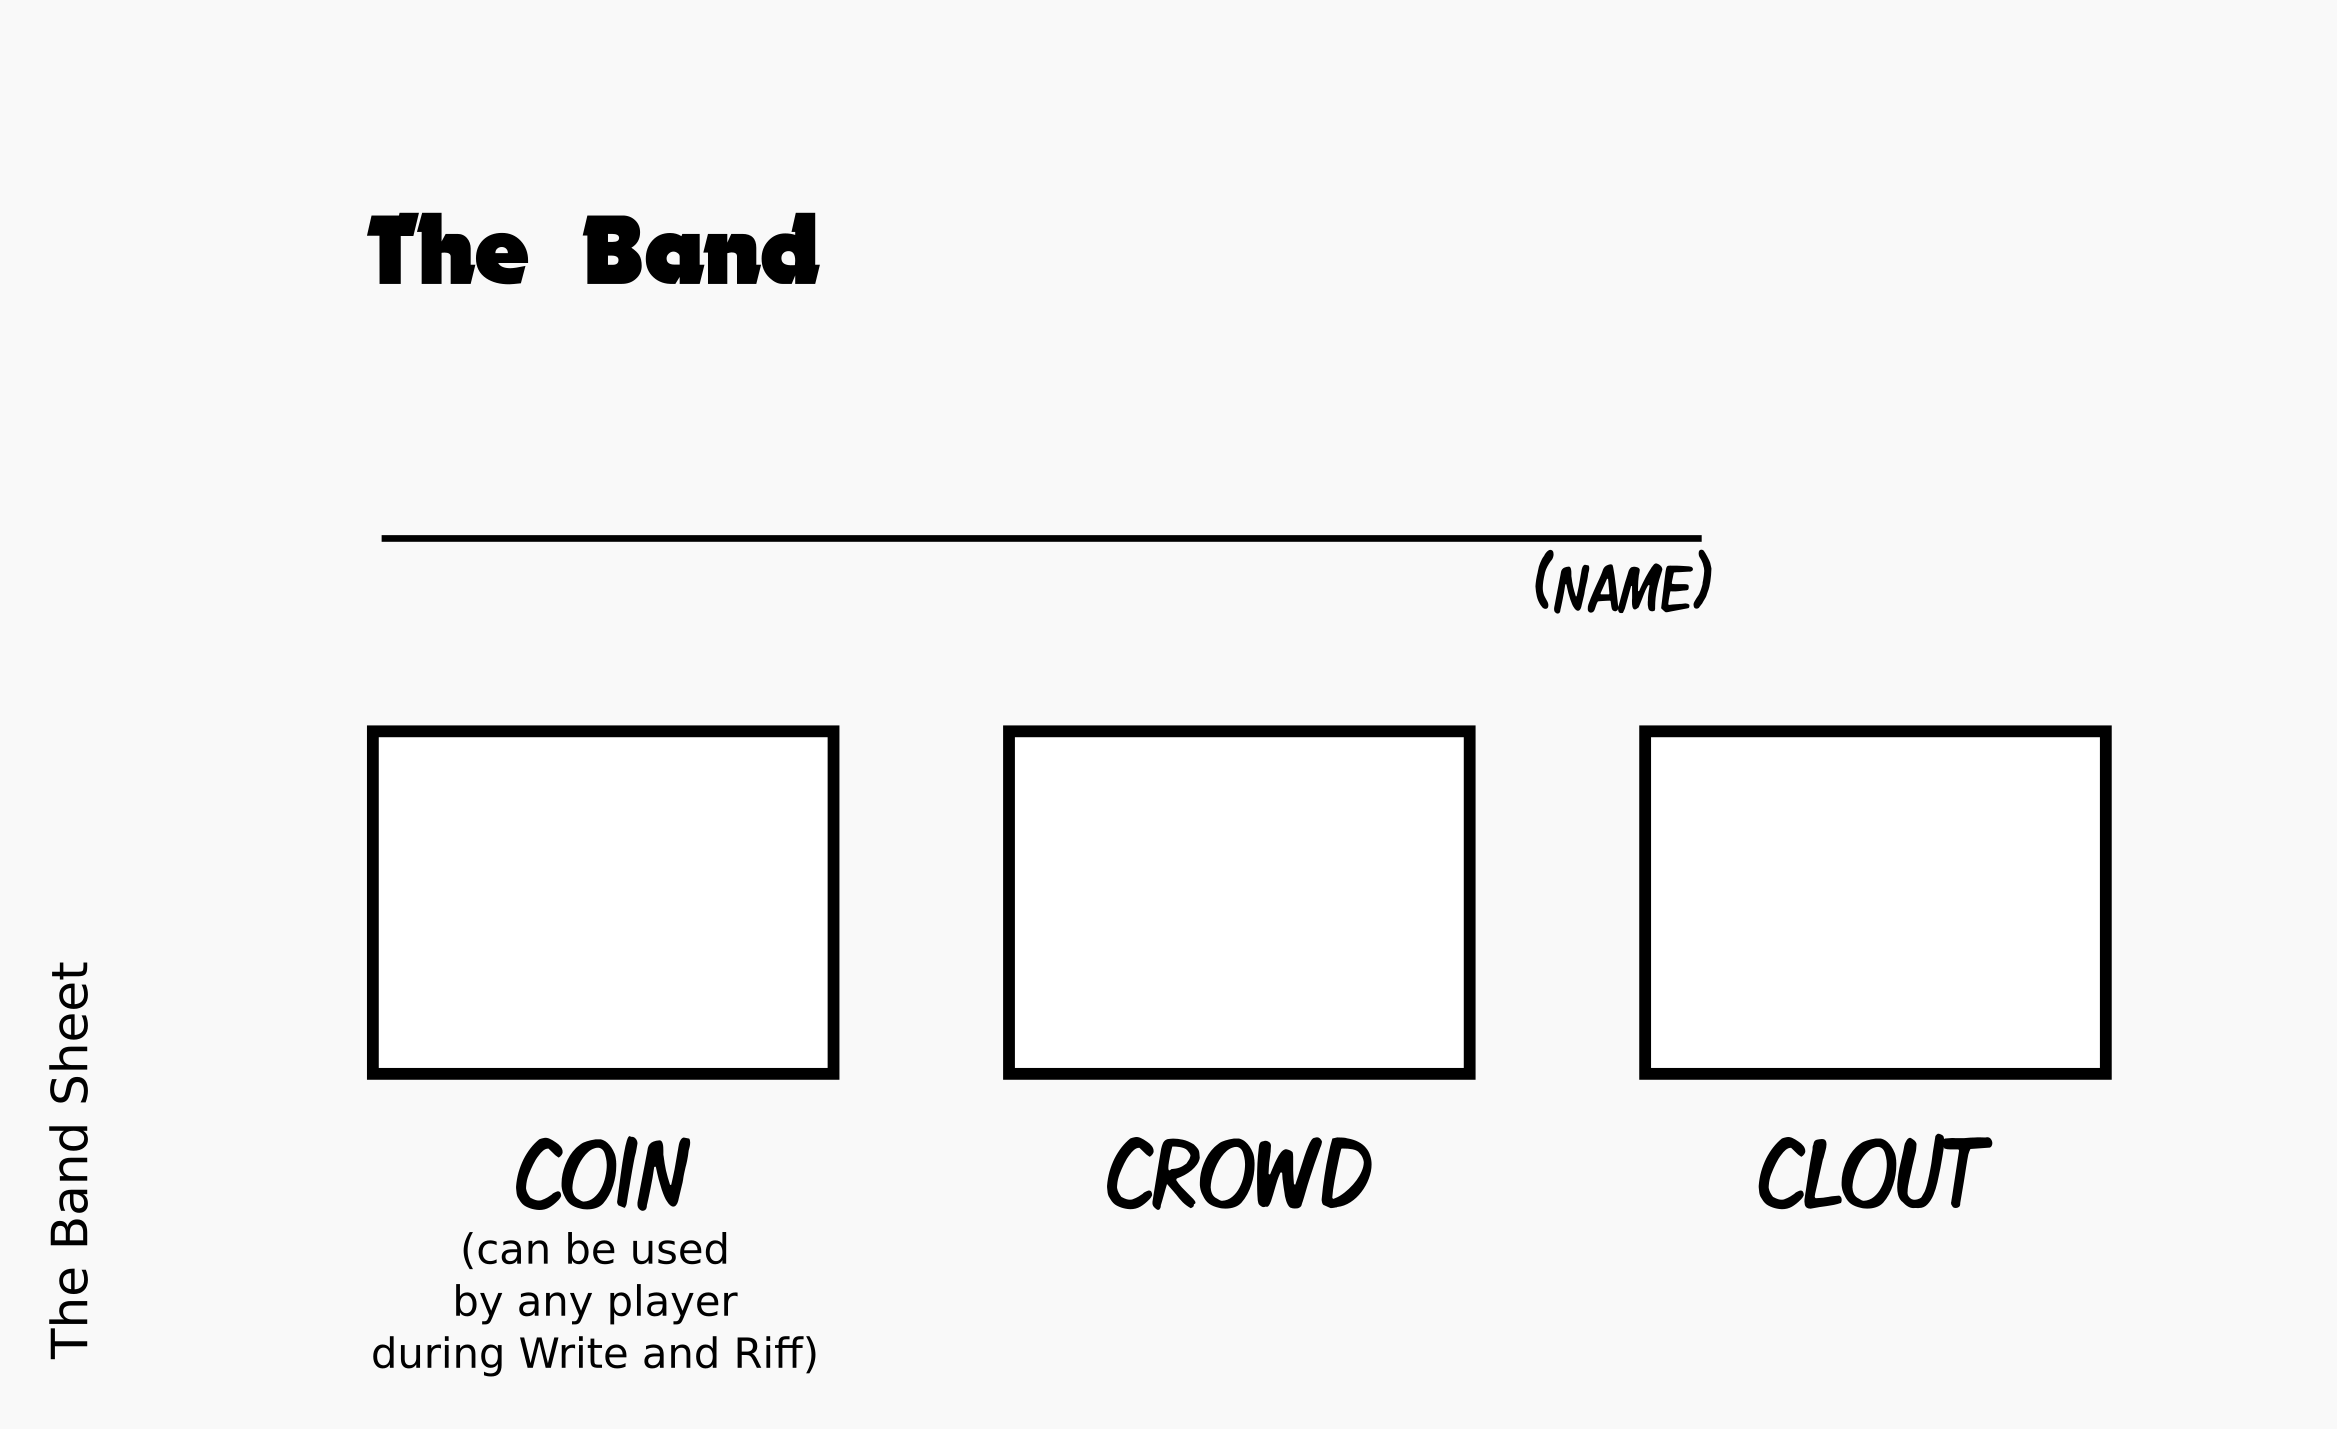 The Band
(NAME)
COIN
(can be used
by any player
during Write and Riff)
CROWD
CLOUT
The Band Sheet